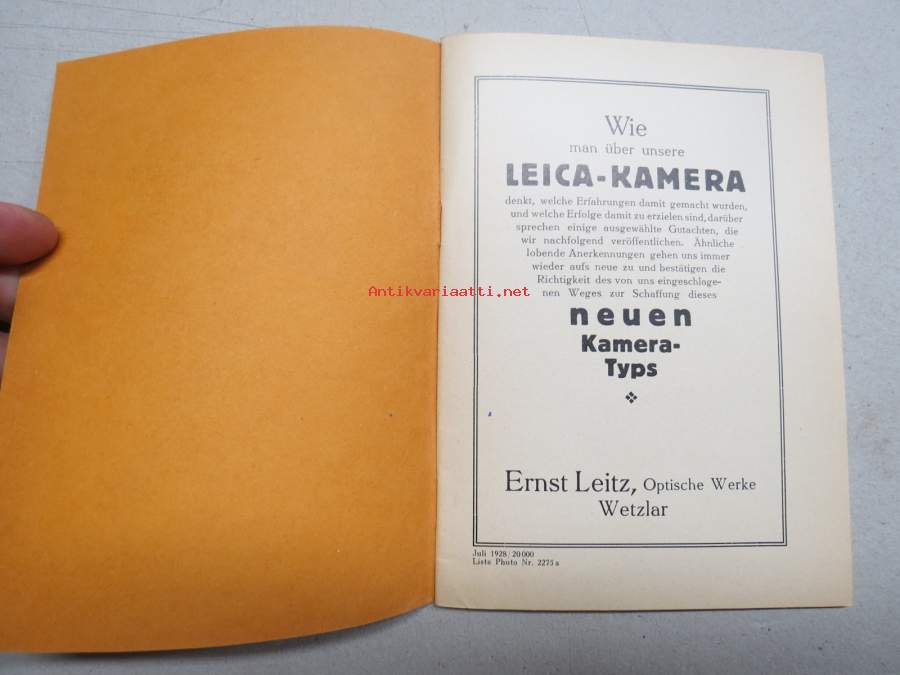 Wie
man über unsere
LEICA-KAMERA
denkt, welche Erfahrungen damit gemacht wurden,
und welche Erfolge damit zu erzielen sind, darüber
sprechen einige ausgewählte Gutachten, die
wir nachfolgend veröffentlichen. Ähnliche
lobende Anerkennungen gehen uns immer
wieder aufs neue zu und bestätigen die
Richtigkeit des von uns eingeschlage-
nen Weges zur Schaffung dieses
neuen
Kamera-
Typs
Ernst Leitz, Optische Werke
Wetzlar
Juli 1928/20000
Liste Photo Nr. 2275a
Antikvariaatti.net